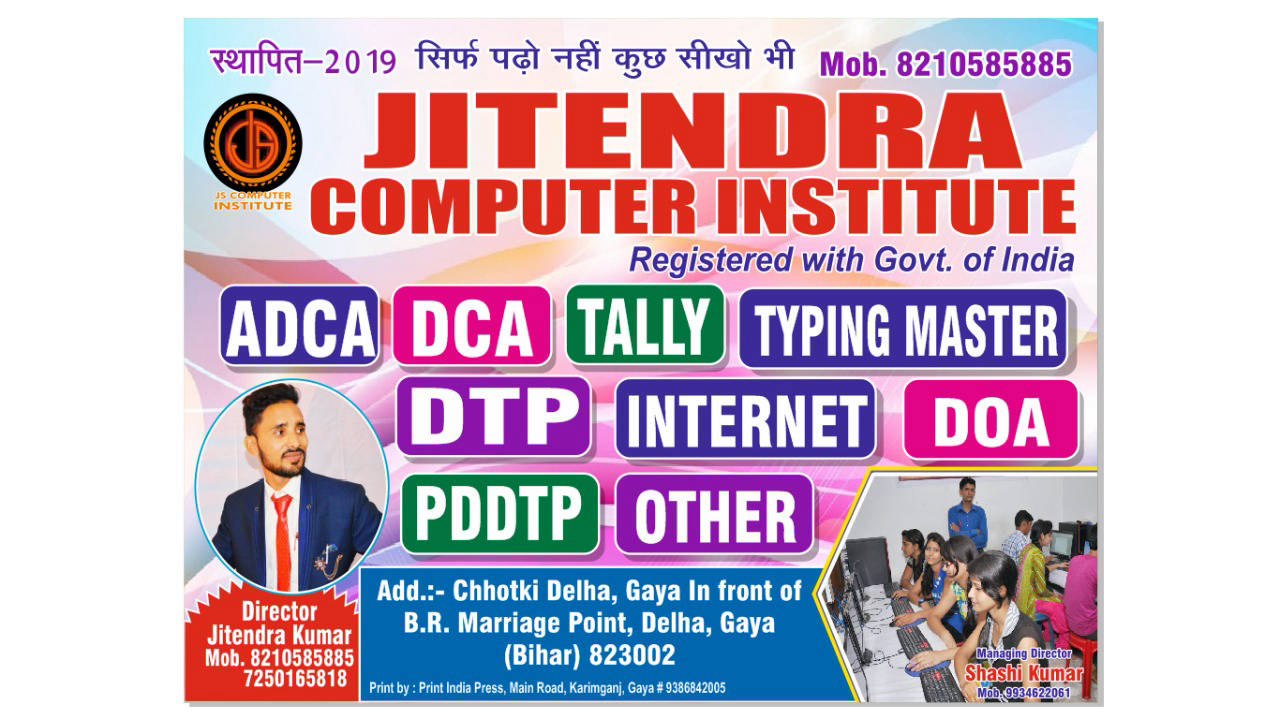 स्थापित–2019 सिर्फ पढ़ो नहीं कुछ सीखो भी Mob. 8210585885
JITENDRA
COMPUTER INSTITUTE
JS COMPUTER
INSTITUTE
Registered with Govt. of India
ADCA DCA TALLY TYPING MASTER
DTP INTERNET DOA
PDDTP OTHER
Director
Jitendra Kumar
Mob. 8210585885
7250165818
Add.:- Chhotki Delha, Gaya In front of
B.R. Marriage Point, Delha, Gaya
(Bihar) 823002
Print by : Print India Press, Main Road, Karimganj, Gaya # 9386842005
Managing Director
Shashi Kumar
Mob. 9934622061